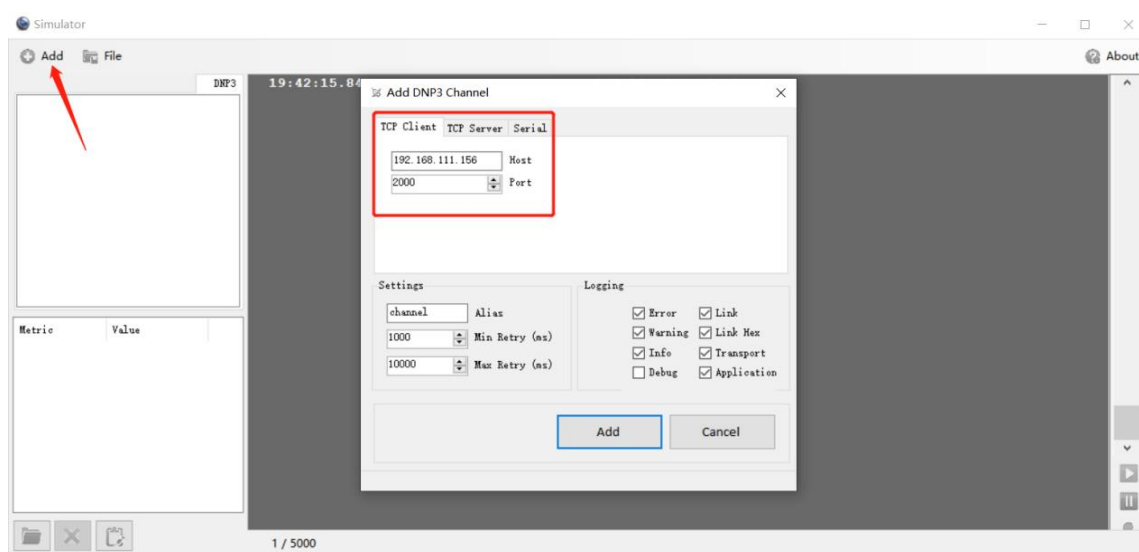 Simulator
Add File About
DNP3
19:42:15.84
Add DNP3 Channel
TCP Client TCP Server Serial
192.168.111.156 Host
2000 Port
Settings
channel Alias
1000 Min Retry (ms)
10000 Max Retry (ms)
Logging
Error Link
Warning Link Hex
Info Transport
Debug Application
Metric Value
Add Cancel
1 / 5000